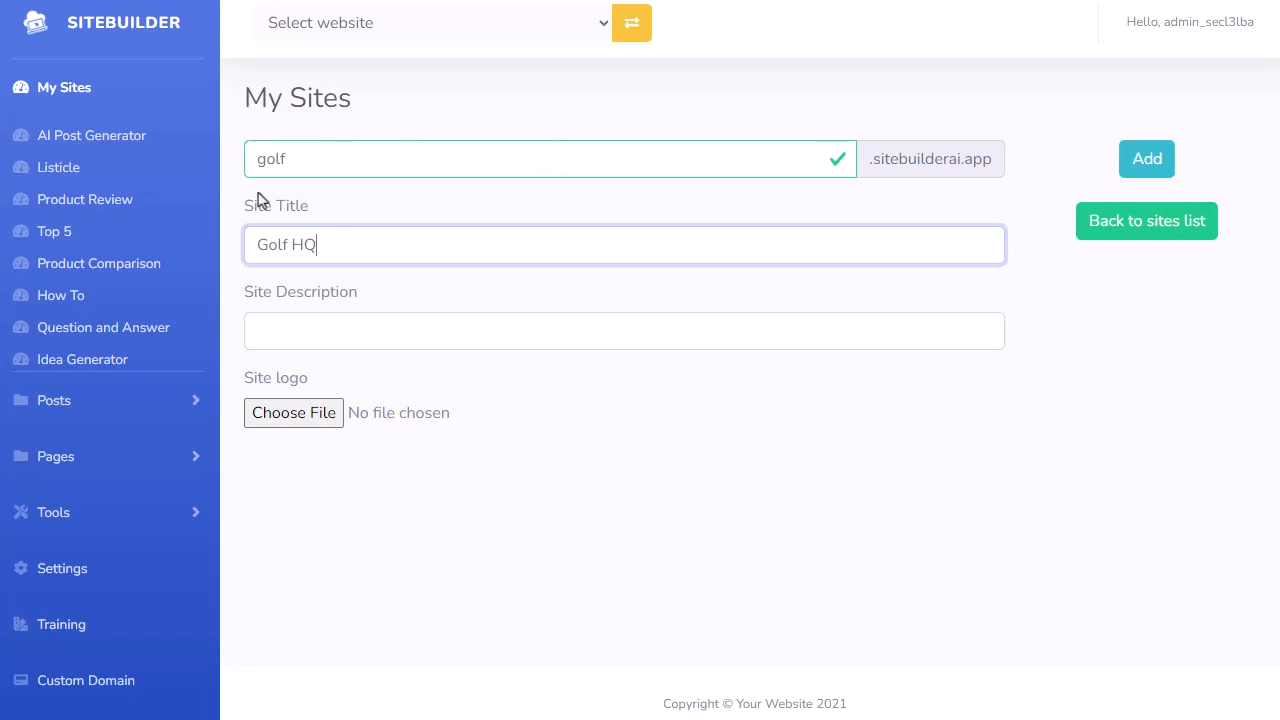 SITEBUILDER
Select website
Hello, admin_secl3lba
My Sites
AI Post Generator
Listicle
Product Review
Top 5
Product Comparison
How To
Question and Answer
Idea Generator
Posts
Pages
Tools
Settings
Training
Custom Domain
My Sites
golf
.sitebuilderai.app
Add
Site Title
Back to sites list
Golf HQ
Site Description
Site logo
Choose File No file chosen
Copyright © Your Website 2021